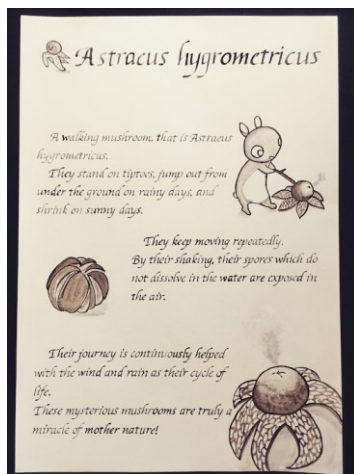 Astracus hygrometricus
A walking mushroom, that is Astracus
hygrometricus.
They stand on tiptoes, jump out from
under the ground on rainy days, and
shrink on sunny days.
They keep moving repeatedly.
By their shaking, their spores which do
not dissolve in the water are exposed in
the air.
Their journey is continuously helped
with the wind and rain as their cycle of
life.
These mysterious mushrooms are truly a
miracle of mother nature!